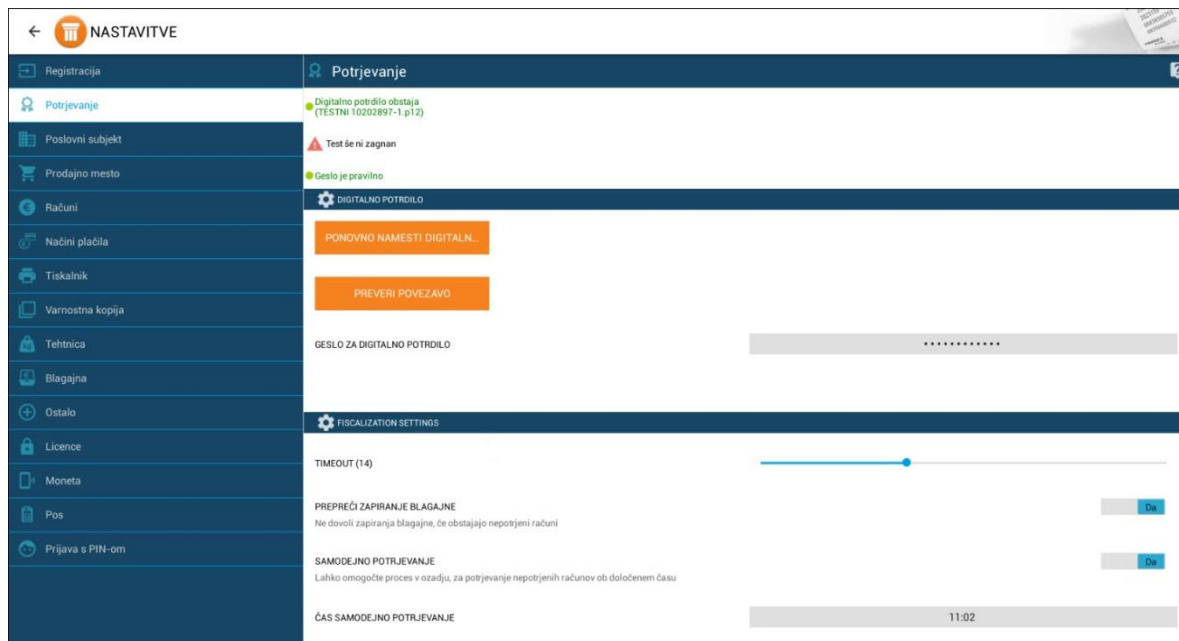 NASTAVITVE
Registracija
Potrjevanje
Poslovni subjekt
Prodajno mesto
Računi
Načini plačila
Tiskalnik
Varnostna kopija
Tehtnica
Blagajna
Ostalo
Licence
Moneta
Pos
Prijava s PIN-om
Potrjevanje
Digitalno potrdilo obstaja
(TESTNI 10202897-1.p12)
Test še ni zagnan
Geslo je pravilno
DIGITALNO POTRDILO
PONOVNO NAMESTI DIGITALN...
PREVERI POVEZAVO
GESLO ZA DIGITALNO POTRDILO
••••••••••••
FISCALIZATION SETTINGS
TIMEOUT (14)
PREPREČI ZAPIRANJE BLAGAJNE
Da
Ne dovoli zapiranja blagajne, če obstajajo nepotrjeni računi
SAMODEJNO POTRJEVANJE
Da
Lahko omogočte proces v ozadju, za potrjevanje nepotrjenih računov ob določenem času
ČAS SAMODEJNO POTRJEVANJE
11:02